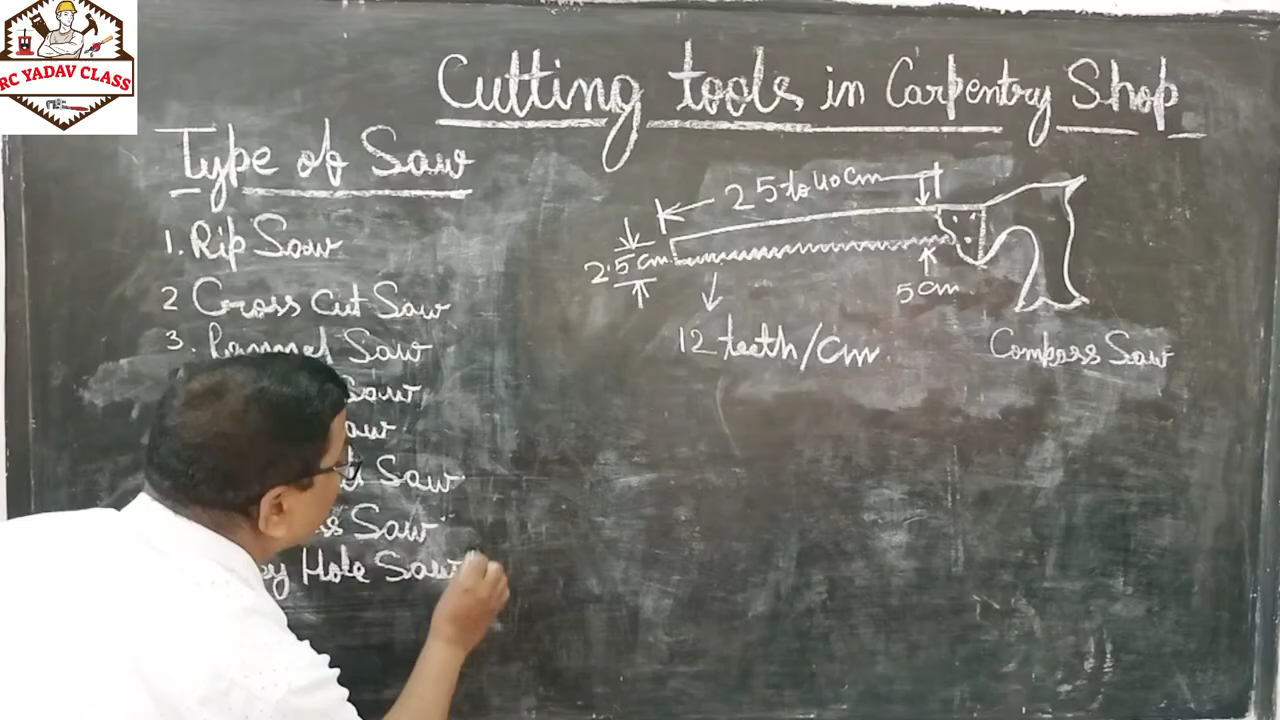 RC YADAV CLASS
Cutting tools in Carpentry Shop
Type of Saw
1. Rip Saw
2 Cross Cut Saw
3. Pannel Saw
Saw
Saw
Saw
Hole Saw
25 to 40 cm
2.5 cm
5 cm
12 teeth/cm
Compass Saw